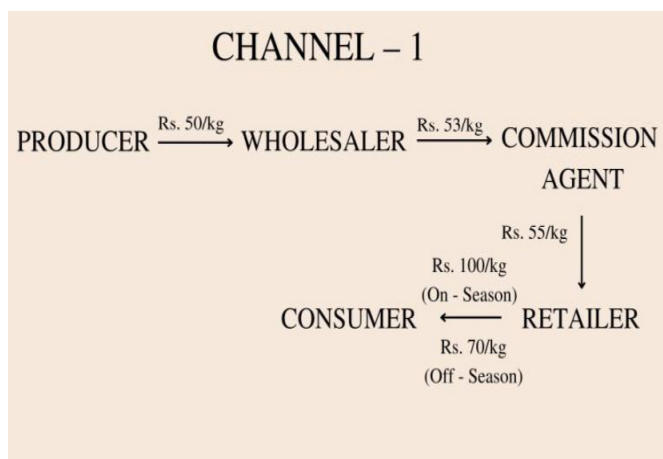 CHANNEL – 1
Rs. 50/kg
Rs. 53/kg
PRODUCER
WHOLESALER
COMMISSION
AGENT
Rs. 55/kg
Rs. 100/kg
(On - Season)
CONSUMER
RETAILER
Rs. 70/kg
(Off - Season)